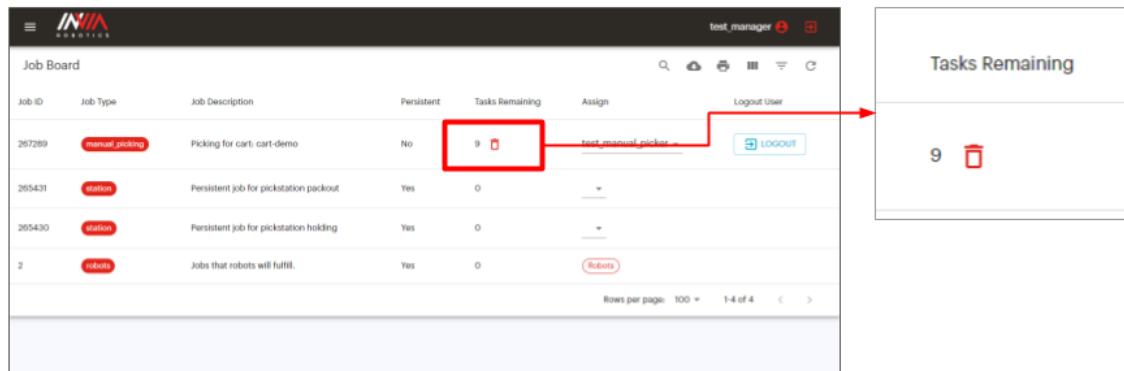 INVIA
ROBOTICS
test_manager
Job Board
Job ID Job Type Job Description Persistent Tasks Remaining Assign Logout User
267289 manual_picking Picking for cart: cart-demo No 9 test_manual_picker LOGOUT
265431 station Persistent job for pickstation packout Yes 0
265430 station Persistent job for pickstation holding Yes 0
2 robots Jobs that robots will fulfill. Yes 0 Robots
Rows per page: 100 1-4 of 4
Tasks Remaining
9